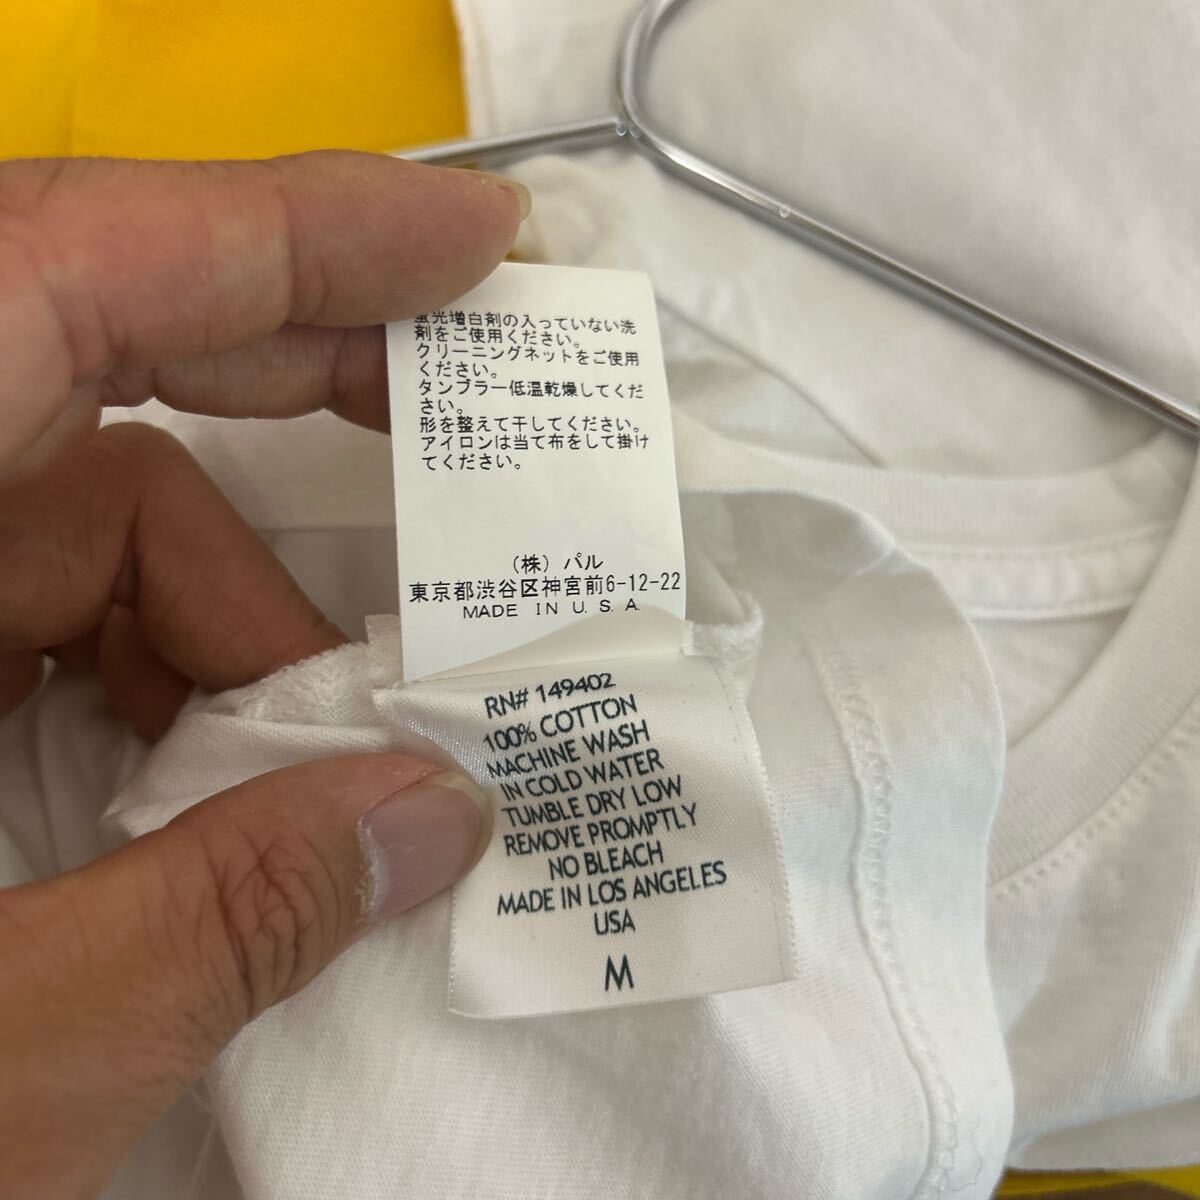 蛍光増白剤の入っていない洗
剤をご使用ください。
クリーニングネットをご使用
ください。
タンブラー低温乾燥してくだ
さい。
形を整えて干してください。
アイロンは当て布をして掛け
てください。
(株) パル
東京都渋谷区神宮前6-12-22
MADE IN U. S. A.
RN# 149402
100% COTTON
MACHINE WASH
IN COLD WATER
TUMBLE DRY LOW
REMOVE PROMPTLY
NO BLEACH
MADE IN LOS ANGELES
USA
M